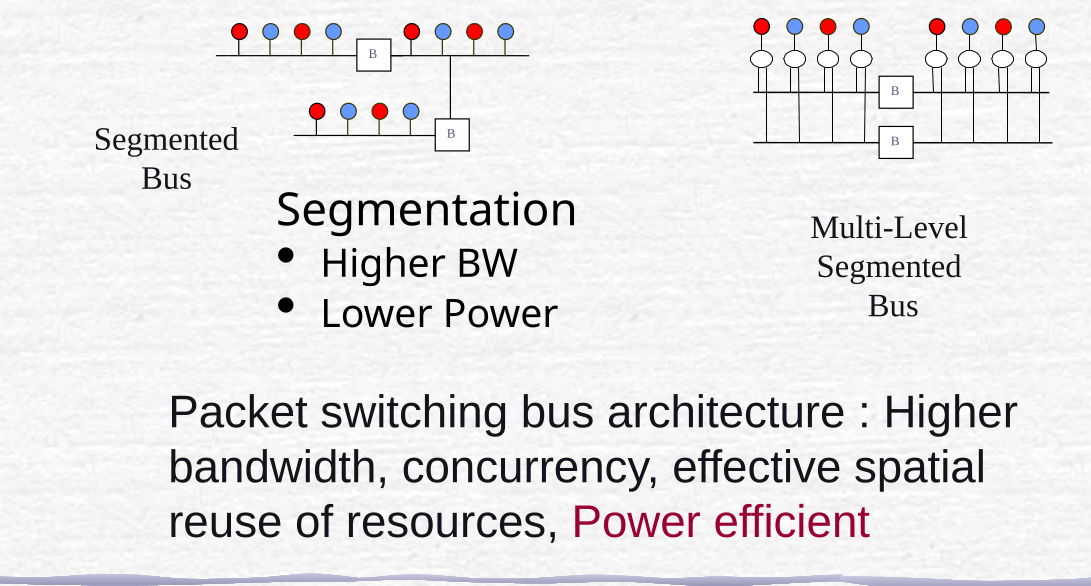 B
B
B
B
Segmented
Bus
Segmentation
• Higher BW
• Lower Power
Multi-Level
Segmented
Bus
Packet switching bus architecture : Higher
bandwidth, concurrency, effective spatial
reuse of resources, Power efficient